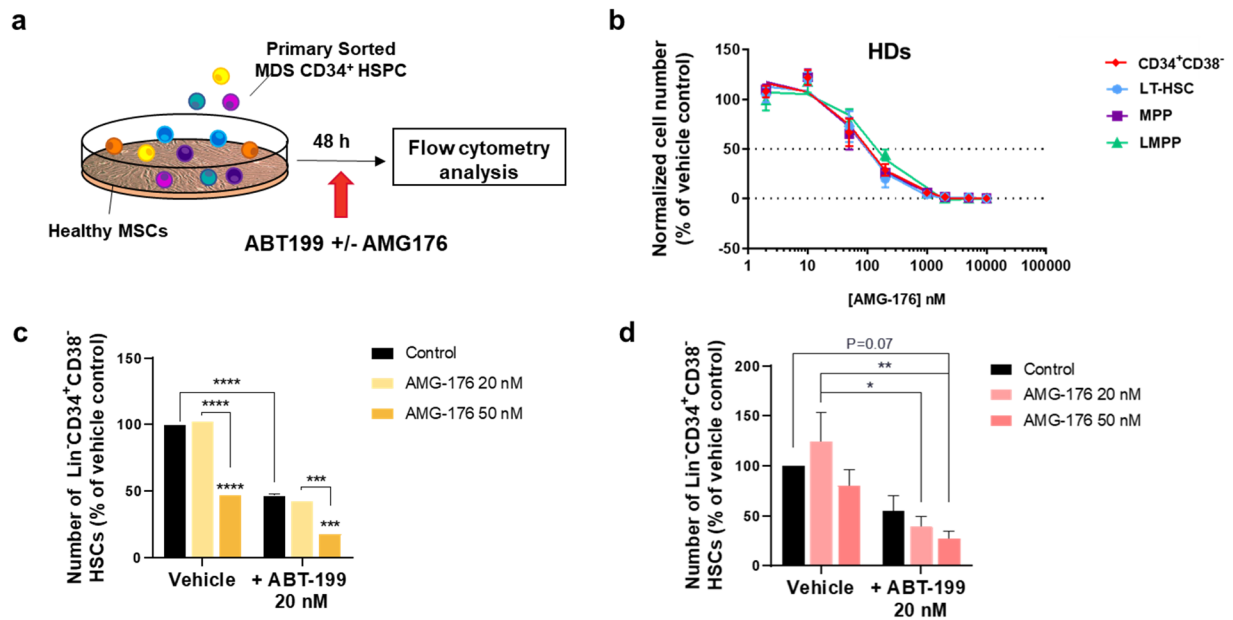 a
Primary Sorted
MDS CD34⁺ HSPC
48 h
Flow cytometry
analysis
Healthy MSCs
ABT199 +/- AMG176
b
HDs
Normalized cell number
(% of vehicle control)
150
100
50
0
-50
1
10
100
1000
10000
100000
[AMG-176] nM
CD34⁺CD38⁻
LT-HSC
MPP
LMPP
c
Number of Lin⁻CD34⁺CD38⁻
HSCs (% of vehicle control)
150
100
50
0
****
****
****
***
***
Vehicle
+ ABT-199
20 nM
Control
AMG-176 20 nM
AMG-176 50 nM
d
Number of Lin⁻CD34⁺CD38⁻
HSCs (% of vehicle control)
200
150
100
50
0
P=0.07
**
*
Vehicle
+ ABT-199
20 nM
Control
AMG-176 20 nM
AMG-176 50 nM